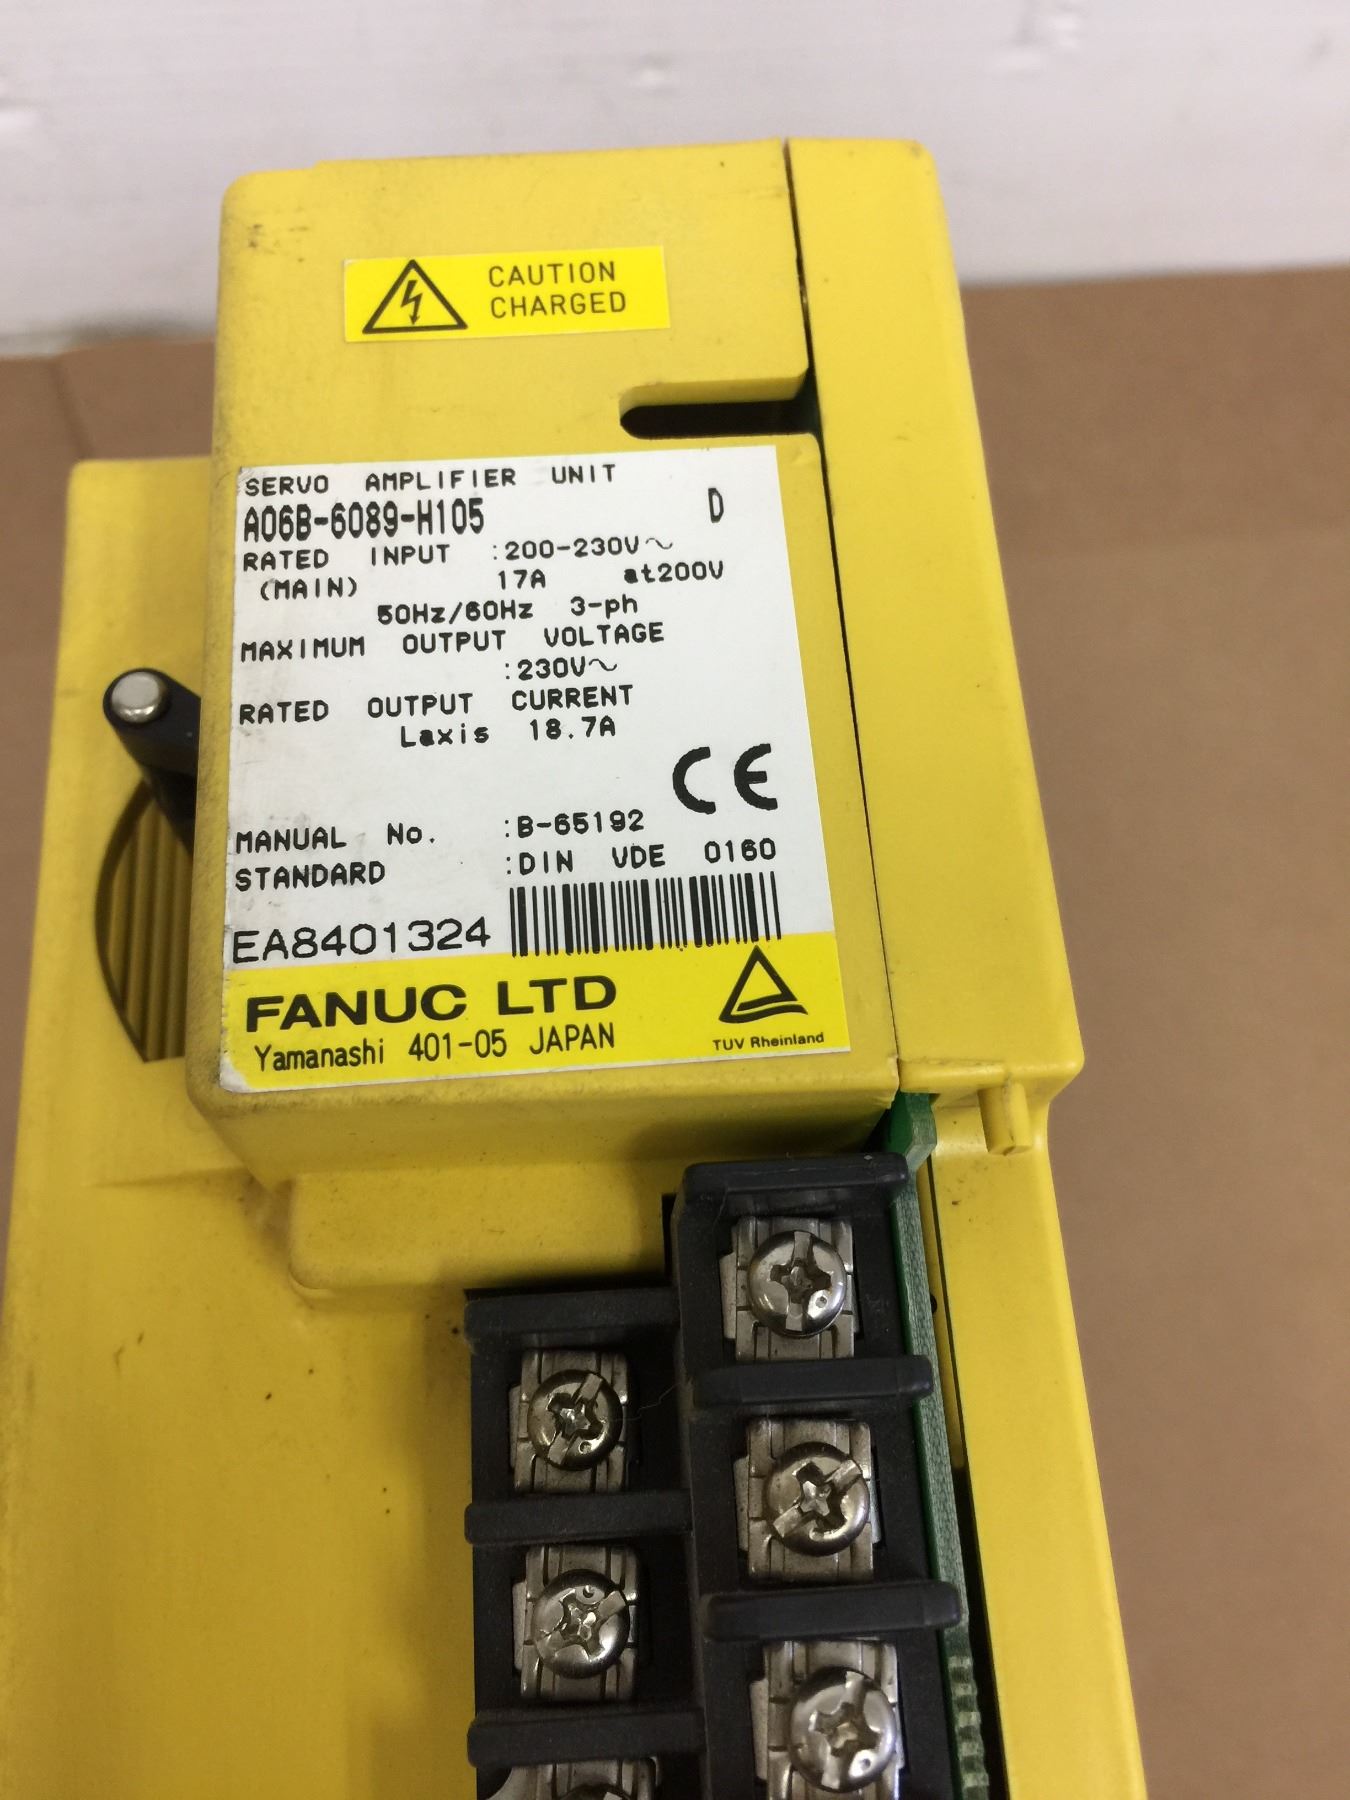 CAUTION
CHARGED
SERVO AMPLIFIER UNIT
A06B-6089-H105 D
RATED INPUT :200-230V～
(MAIN) 17A at200V
50Hz/60Hz 3-ph
MAXIMUM OUTPUT VOLTAGE
:230V～
RATED OUTPUT CURRENT
Laxis 18.7A
CE
MANUAL No. :B-65192
STANDARD :DIN VDE 0160
EA8401324
FANUC LTD
Yamanashi 401-05 JAPAN
TUV Rheinland